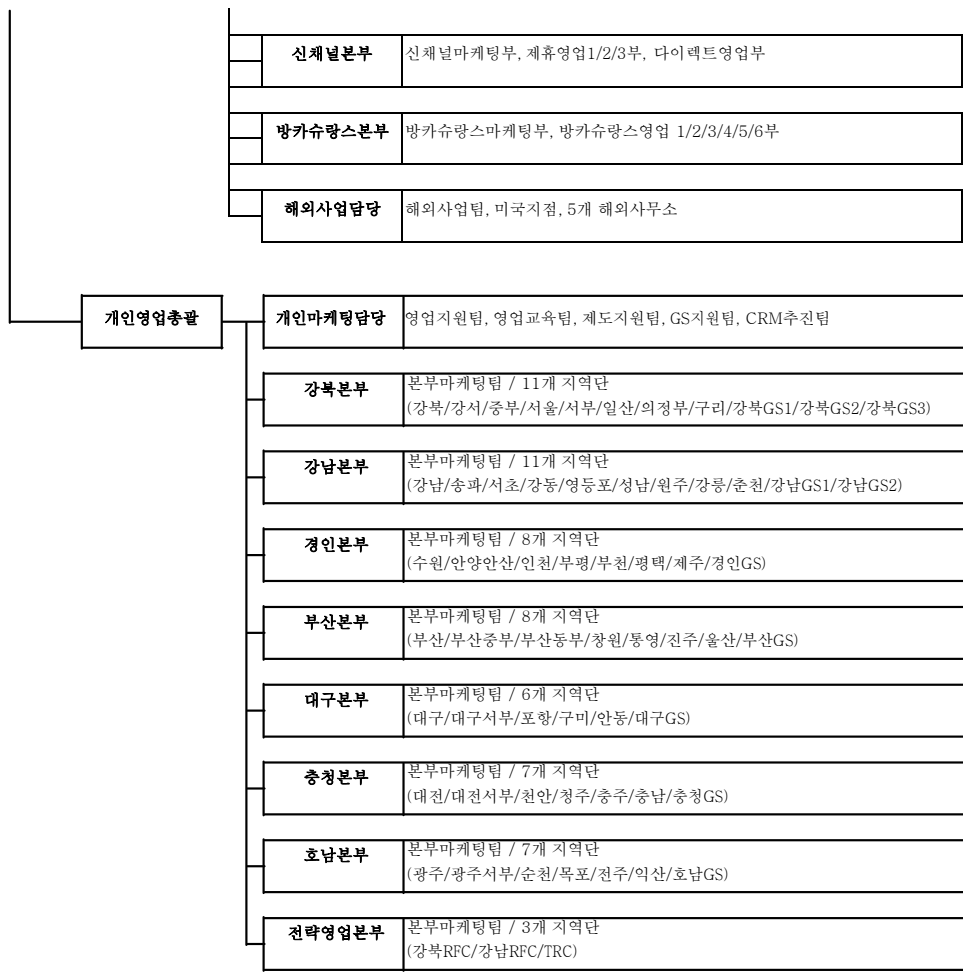 신채널본부 신채널마케팅부, 제휴영업1/2/3부, 다이렉트영업부
방카슈랑스본부 방카슈랑스마케팅부, 방카슈랑스영업 1/2/3/4/5/6부
해외사업담당 해외사업팀, 미국지점, 5개 해외사무소
개인영업총괄 개인마케팅담당 영업지원팀, 영업교육팀, 제도지원팀, GS지원팀, CRM추진팀
강북본부 본부마케팅팀 / 11개 지역단
(강북/강서/중부/서울/서부/일산/의정부/구리/강북GS1/강북GS2/강북GS3)
강남본부 본부마케팅팀 / 11개 지역단
(강남/송파/서초/강동/영등포/성남/원주/강릉/춘천/강남GS1/강남GS2)
경인본부 본부마케팅팀 / 8개 지역단
(수원/안양안산/인천/부평/부천/평택/제주/경인GS)
부산본부 본부마케팅팀 / 8개 지역단
(부산/부산중부/부산동부/창원/통영/진주/울산/부산GS)
대구본부 본부마케팅팀 / 6개 지역단
(대구/대구서부/포항/구미/안동/대구GS)
충청본부 본부마케팅팀 / 7개 지역단
(대전/대전서부/천안/청주/충주/충남/충청GS)
호남본부 본부마케팅팀 / 7개 지역단
(광주/광주서부/순천/목포/전주/익산/호남GS)
전략영업본부 본부마케팅팀 / 3개 지역단
(강북RFC/강남RFC/TRC)